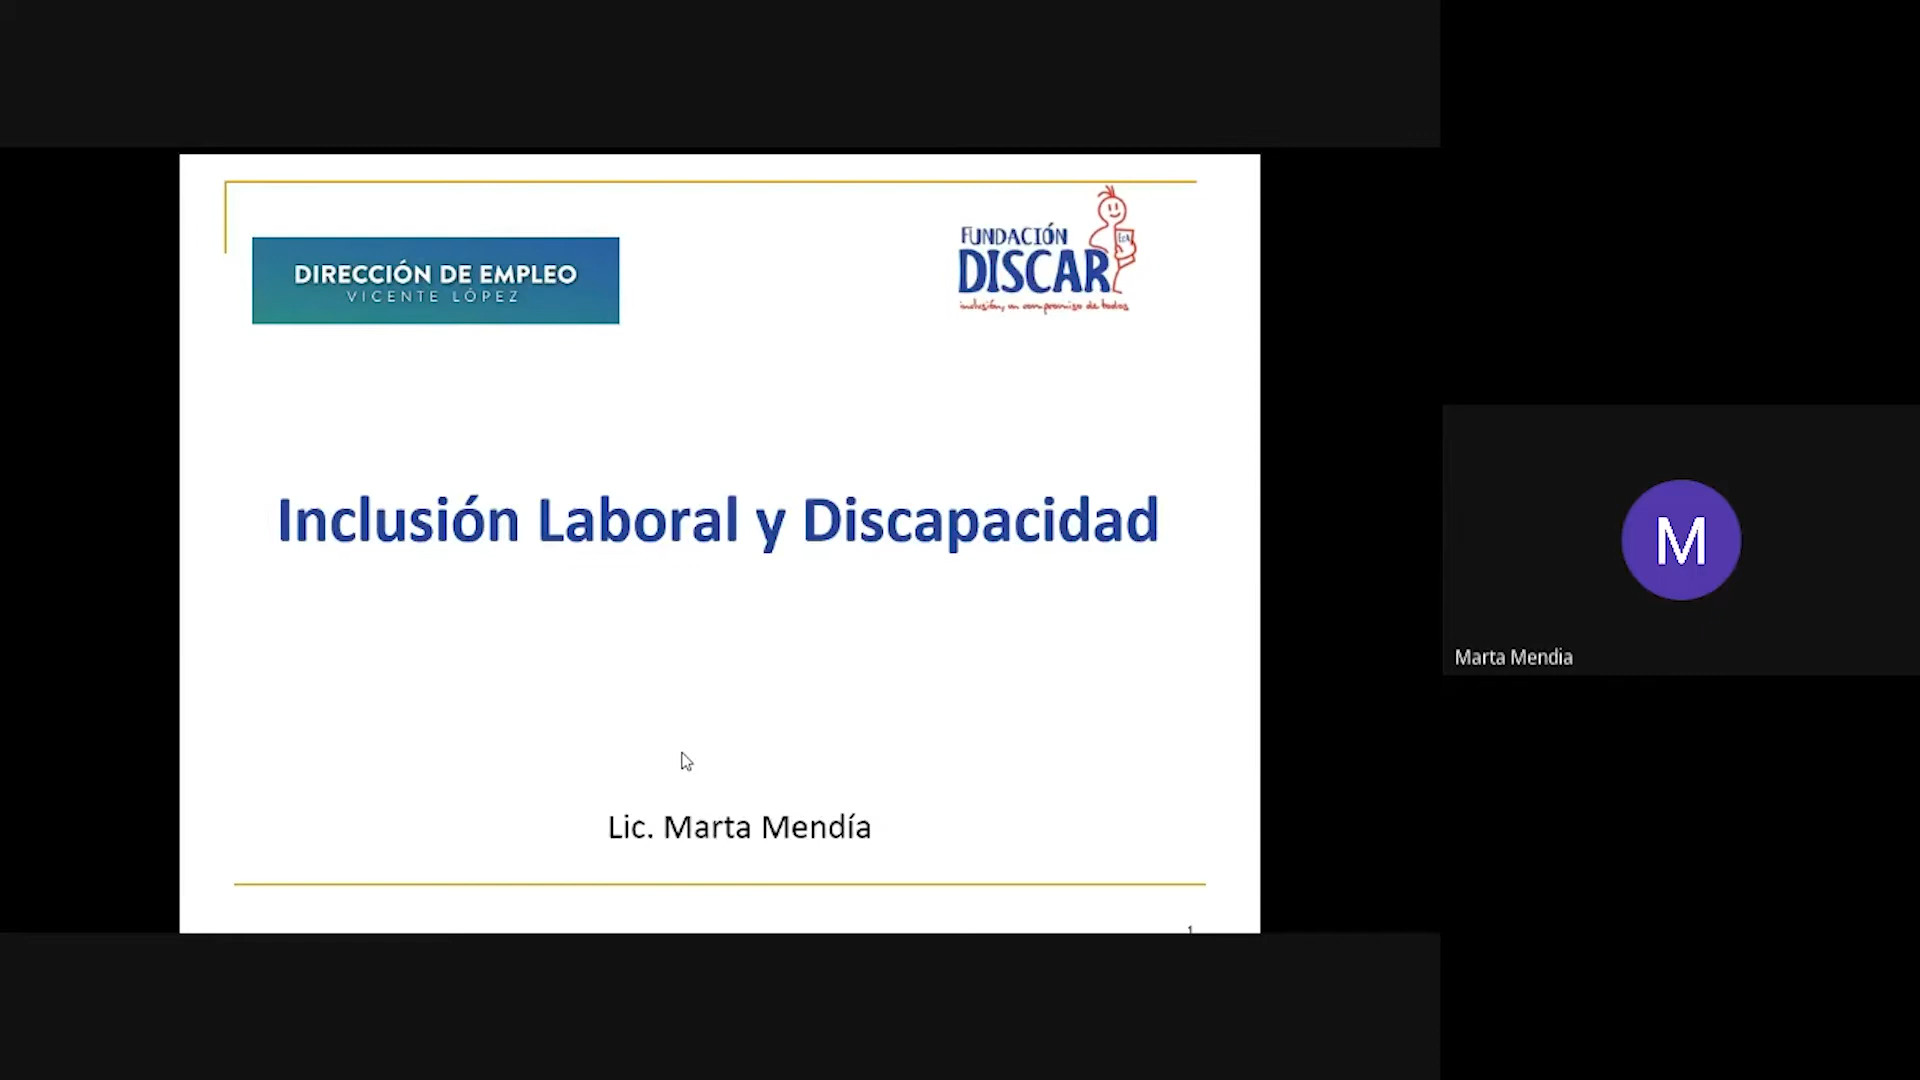 DIRECCIÓN DE EMPLEO
VICENTE LÓPEZ
FUNDACIÓN
DISCAR
inclusión, un compromiso de todos
Inclusión Laboral y Discapacidad
Lic. Marta Mendía
1
M
Marta Mendia